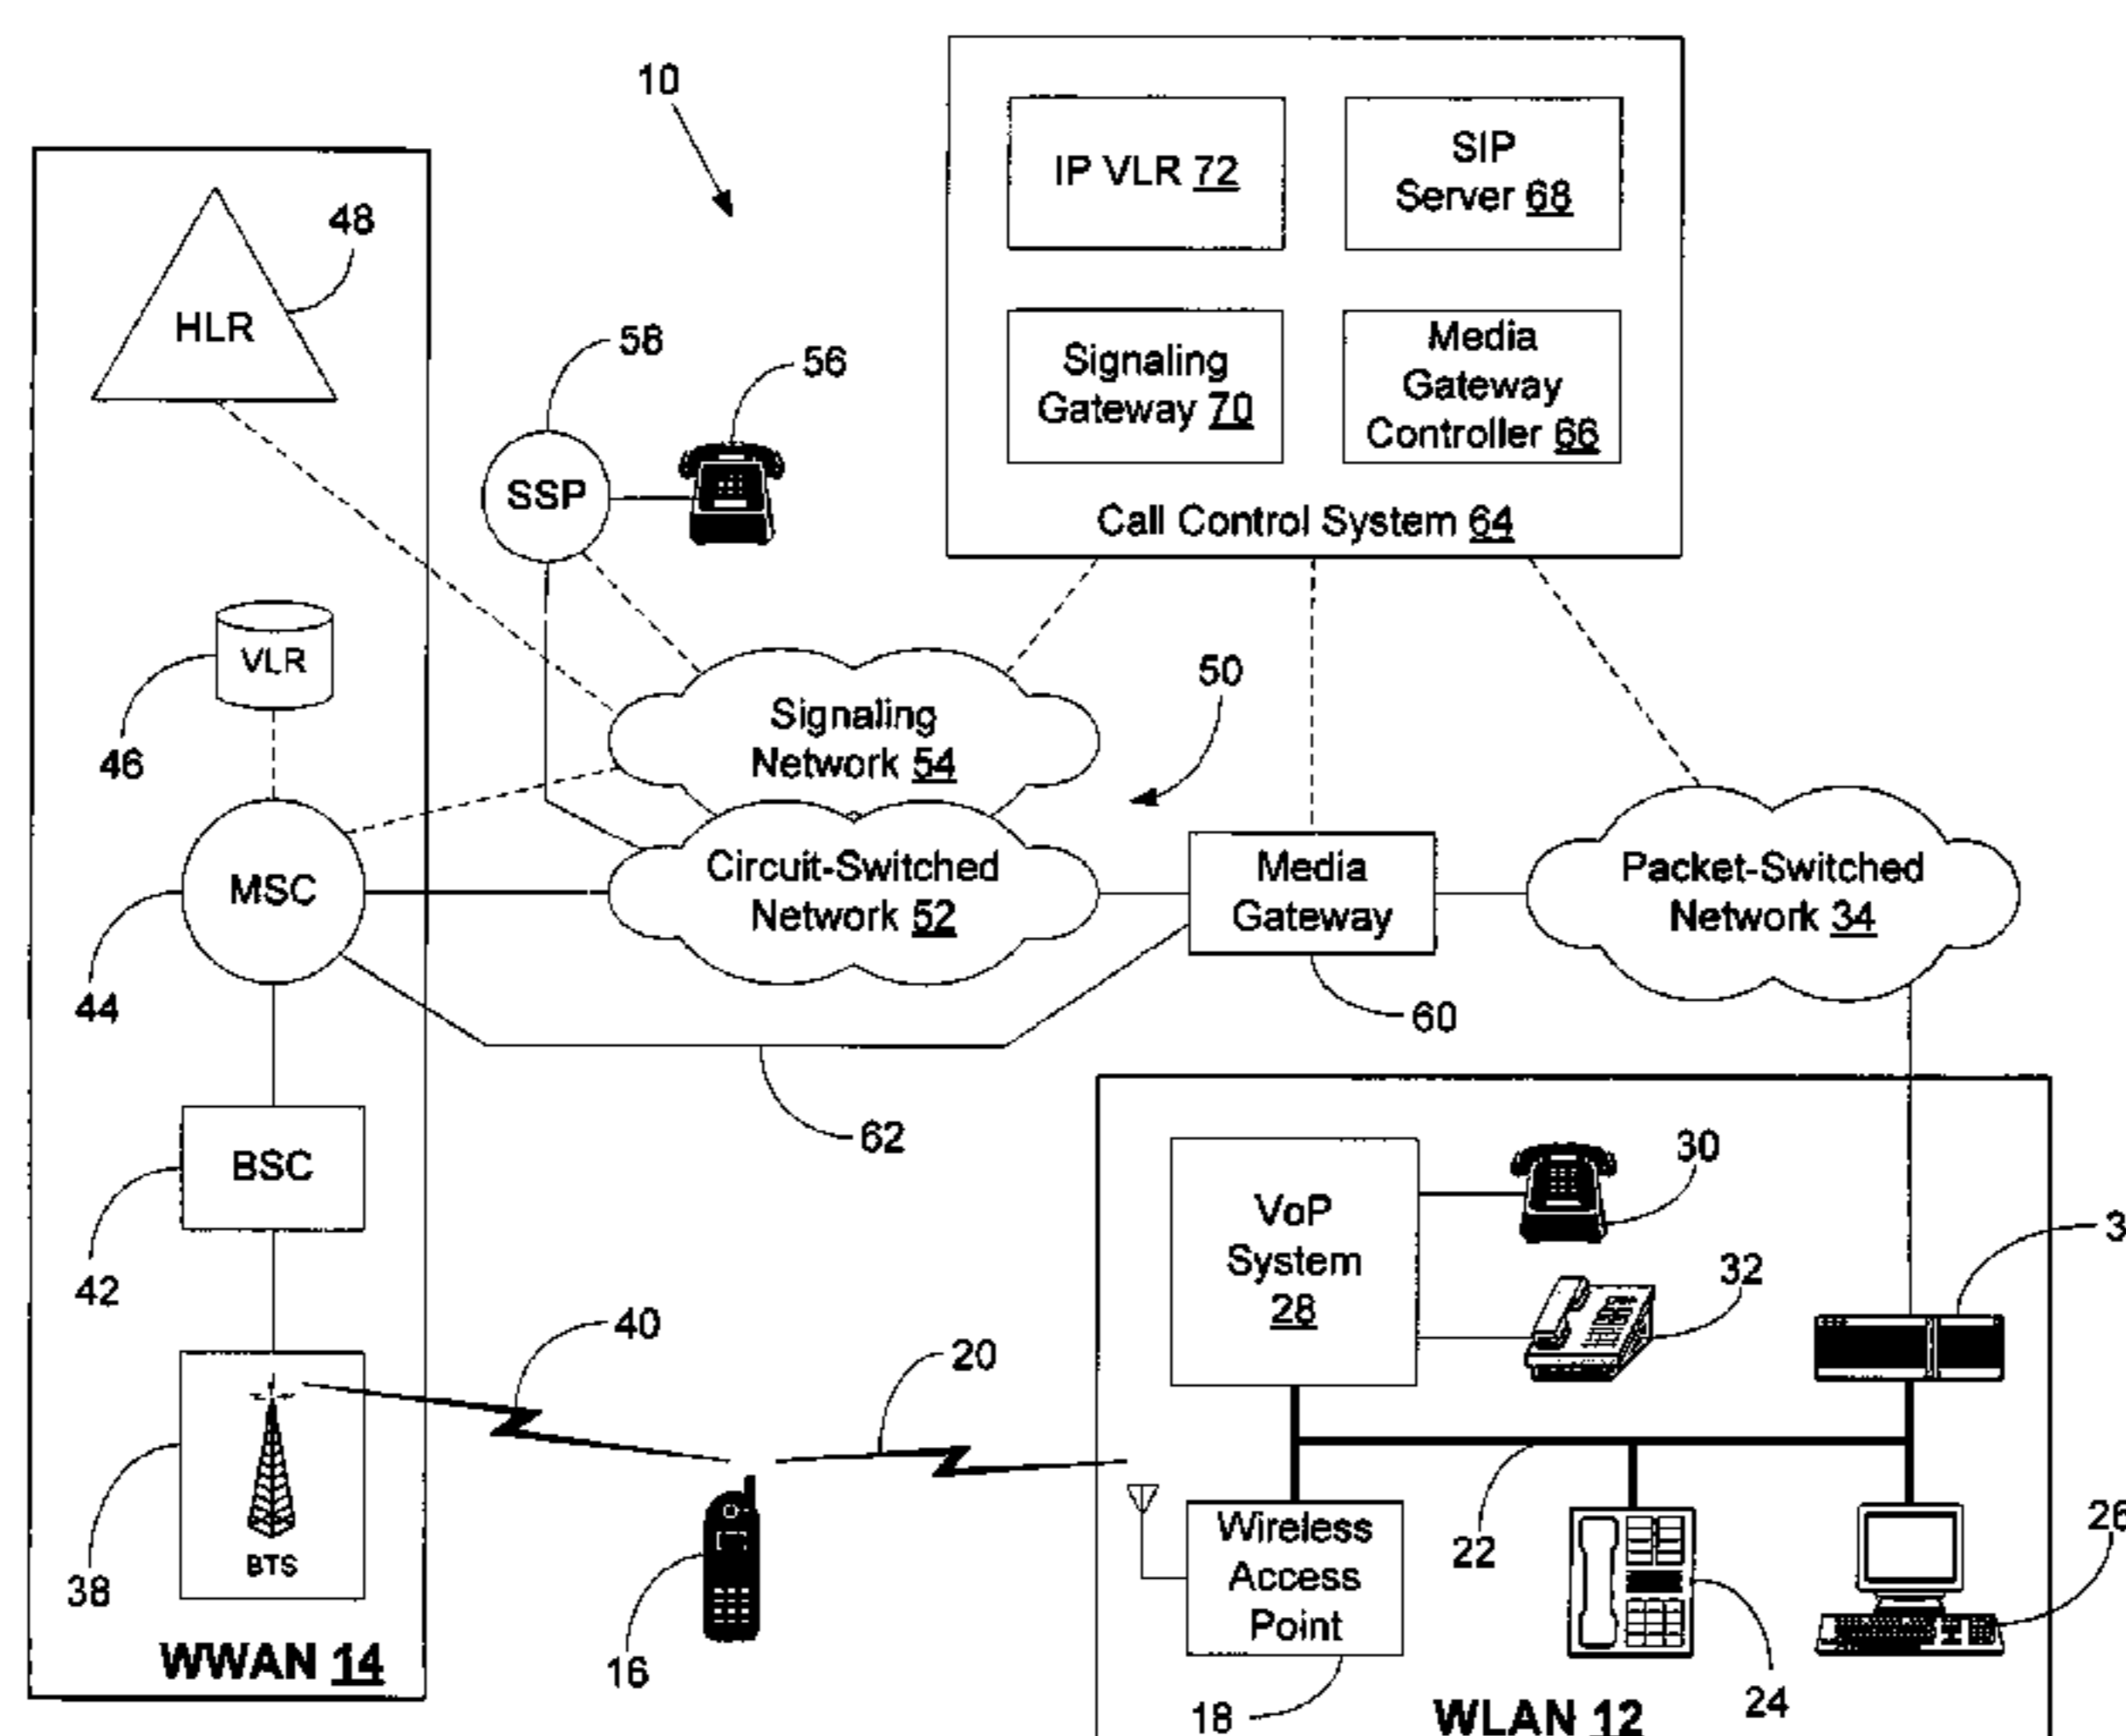 10
IP VLR 72
SIP
Server 68
Signaling
Gateway 70
Media
Gateway
Controller 66
Call Control System 64
48
HLR
58
56
SSP
VLR
46
50
Signaling
Network 54
MSC
44
Circuit-Switched
Network 52
Media
Gateway
60
Packet-Switched
Network 34
62
BSC
42
VoP
System
28
30
32
3
40
20
38
BTS
16
Wireless
Access
Point
18
22
24
26
WWAN 14
WLAN 12